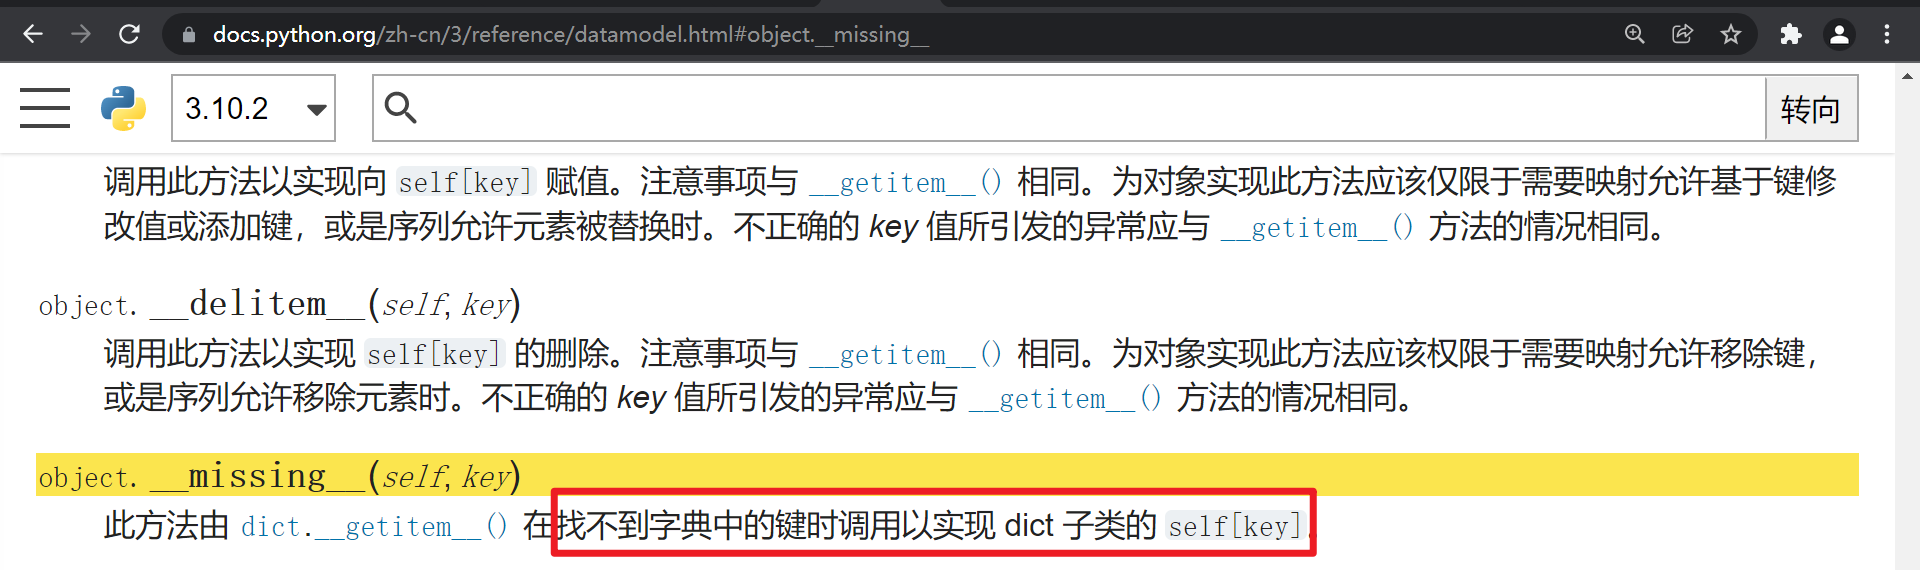 docs.python.org/zh-cn/3/reference/datamodel.html#object.__missing__
3.10.2
转向
调用此方法以实现向 self[key] 赋值。注意事项与 __getitem__() 相同。为对象实现此方法应该仅限于需要映射允许基于键修
改值或添加键，或是序列允许元素被替换时。不正确的 key 值所引发的异常应与 __getitem__() 方法的情况相同。
object.__delitem__(self, key)
调用此方法以实现 self[key] 的删除。注意事项与 __getitem__() 相同。为对象实现此方法应该权限于需要映射允许移除键，
或是序列允许移除元素时。不正确的 key 值所引发的异常应与 __getitem__() 方法的情况相同。
object.__missing__(self, key)
此方法由 dict.__getitem__() 在找不到字典中的键时调用以实现 dict 子类的 self[key]